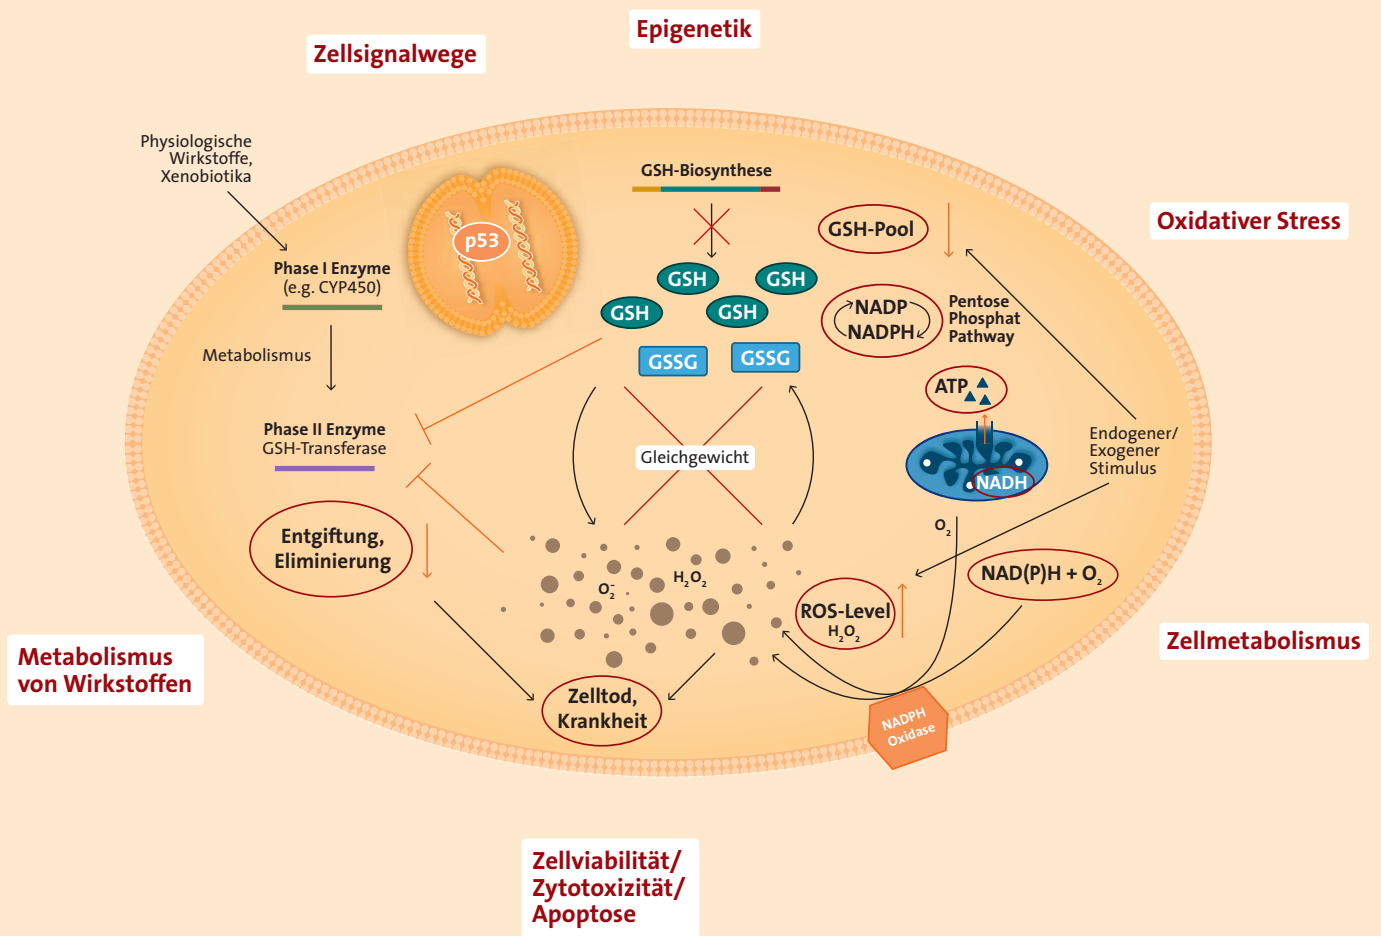 Epigenetik
Zellsignalwege
Physiologische
Wirkstoffe,
Xenobiotika
GSH-Biosynthese
Oxidativer Stress
p53
GSH-Pool
Phase I Enzyme
(e.g. CYP450)
GSH
GSH
GSH
GSH
NADP
NADPH
Pentose
Phosphat
Pathway
Metabolismus
GSSG
GSSG
ATP
Phase II Enzyme
GSH-Transferase
Gleichgewicht
Endogener/
Exogener
Stimulus
NADH
O₂
Entgiftung,
Eliminierung
O₂⁻
H₂O₂
NAD(P)H + O₂
ROS-Level
H₂O₂
Metabolismus
von Wirkstoffen
Zellmetabolismus
Zelltod,
Krankheit
NADPH
Oxidase
Zellviabilität/
Zytotoxizität/
Apoptose